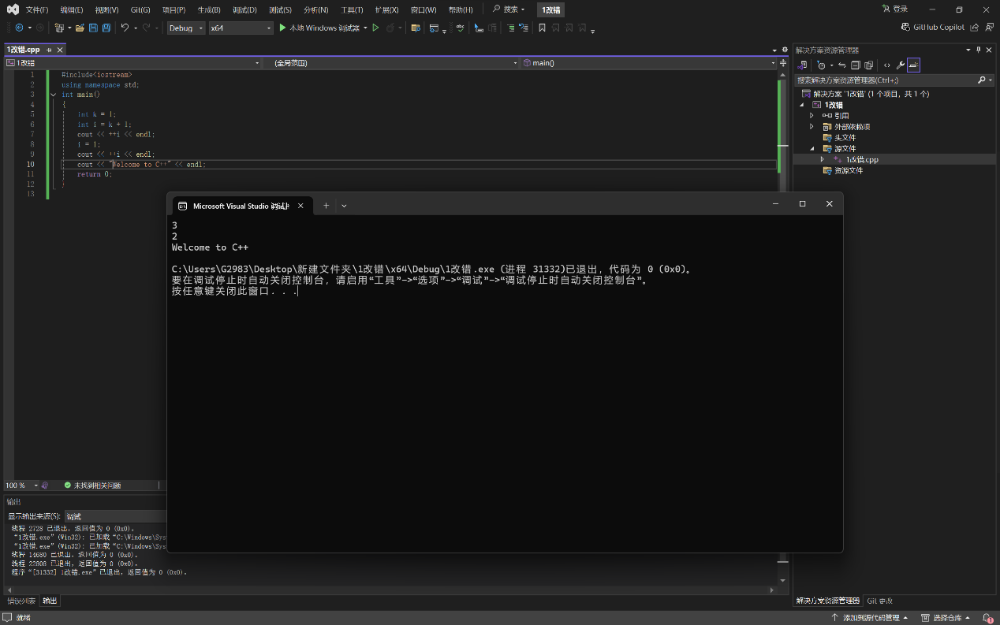 文件(F) 编辑(E) 视图(V) Git(G) 项目(P) 生成(B) 调试(D) 测试(S) 分析(N) 工具(T) 扩展(X) 窗口(W) 帮助(H) 搜索 1改错 登录
Debug x64 本地 Windows 调试器 GitHub Copilot
1改错.cpp
1改错 (全局范围) main()
1 #include<iostream>
2 using namespace std;
3 int main()
4 {
5 int k = 1;
6 int i = k + 1;
7 cout << ++i << endl;
8 i = 1;
9 cout << ++i << endl;
10 cout << "Welcome to C++" << endl;
11 return 0;
12 }
13
解决方案资源管理器
搜索解决方案资源管理器(Ctrl+;)
解决方案 '1改错' (1 个项目，共 1 个)
1改错
引用
外部依赖项
头文件
源文件
1改错.cpp
资源文件
Microsoft Visual Studio 调试
3
2
Welcome to C++
C:\Users\G2983\Desktop\新建文件夹\1改错\x64\Debug\1改错.exe (进程 31332)已退出，代码为 0 (0x0)。
要在调试停止时自动关闭控制台，请启用“工具”->“选项”->“调试”->“调试停止时自动关闭控制台”。
按任意键关闭此窗口. . .
100 % 未找到相关问题
输出
显示输出来源(S): 调试
线程 2728 已退出，返回值为 0 (0x0)。
“1改错.exe”(Win32): 已加载“C:\Windows\Sys
“1改错.exe”(Win32): 已加载“C:\Windows\Sys
线程 14680 已退出，返回值为 0 (0x0)。
线程 22808 已退出，返回值为 0 (0x0)。
程序“[31332] 1改错.exe”已退出，返回值为 0 (0x0)。
错误列表 输出
解决方案资源管理器 Git 更改
就绪 添加到源代码管理 选择仓库 1